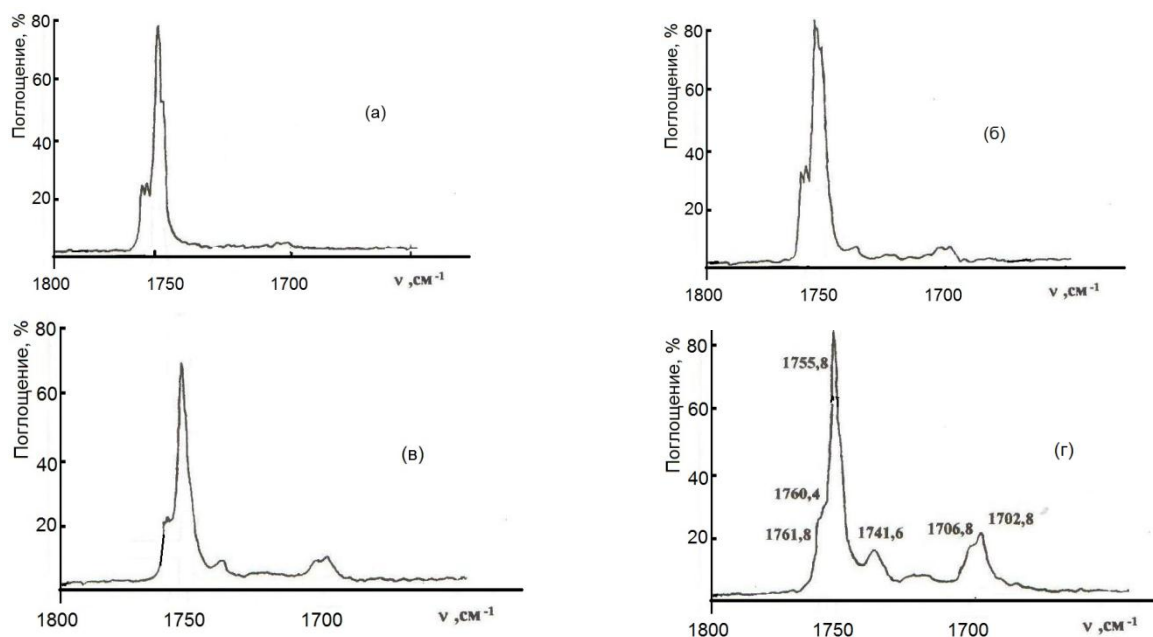 Поглощение, %
80
60
40
20
(а)
1800
1750
1700
ν ,см⁻¹
Поглощение, %
80
60
40
20
(б)
1800
1750
1700
ν ,см⁻¹
Поглощение, %
80
60
40
20
(в)
1800
1750
1700
ν ,см⁻¹
Поглощение, %
80
60
40
20
1755,8
(г)
1760,4
1761,8
1741,6
1706,8
1702,8
1800
1750
1700
ν ,см⁻¹